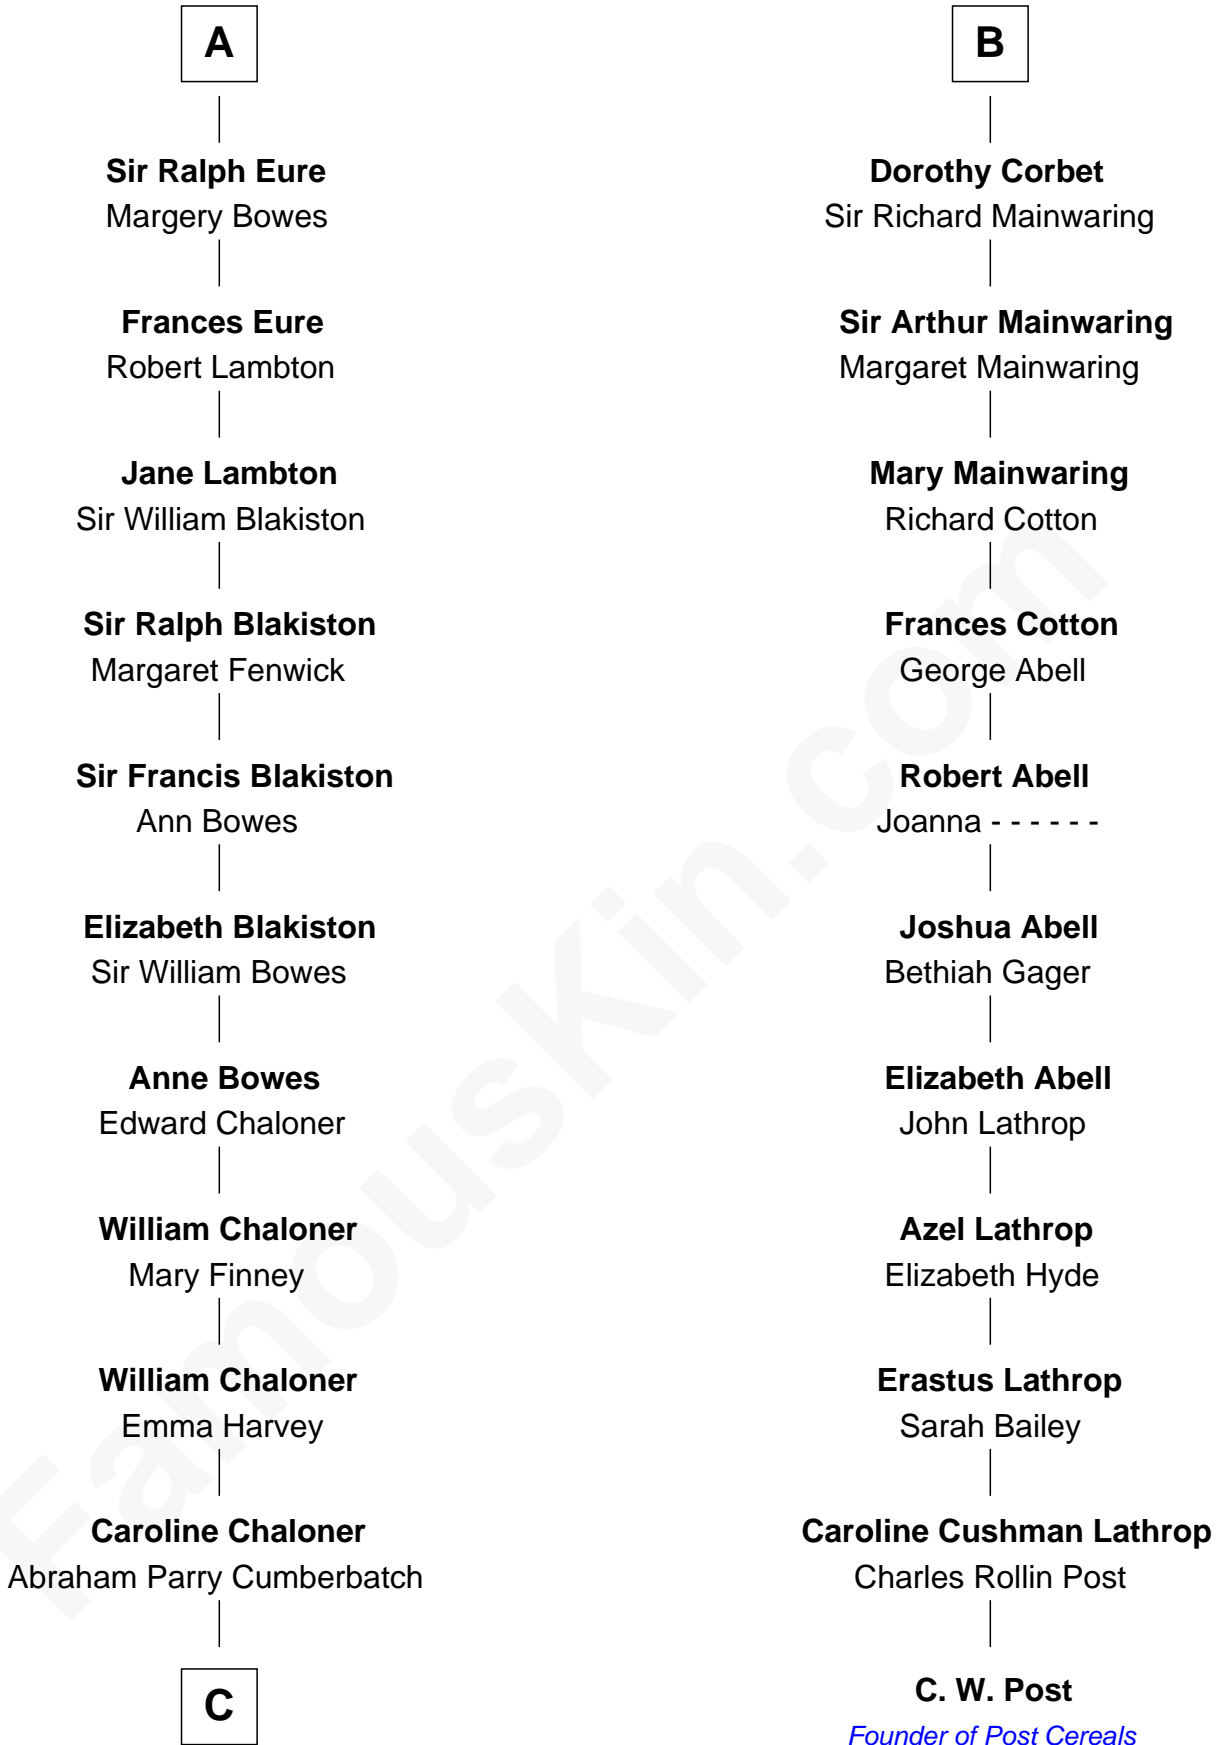 A
Sir Ralph Eure
Margery Bowes
Frances Eure
Robert Lambton
Jane Lambton
Sir William Blakiston
Sir Ralph Blakiston
Margaret Fenwick
Sir Francis Blakiston
Ann Bowes
Elizabeth Blakiston
Sir William Bowes
Anne Bowes
Edward Chaloner
William Chaloner
Mary Finney
William Chaloner
Emma Harvey
Caroline Chaloner
Abraham Parry Cumberbatch
C
B
Dorothy Corbet
Sir Richard Mainwaring
Sir Arthur Mainwaring
Margaret Mainwaring
Mary Mainwaring
Richard Cotton
Frances Cotton
George Abell
Robert Abell
Joanna - - - - - -
Joshua Abell
Bethiah Gager
Elizabeth Abell
John Lathrop
Azel Lathrop
Elizabeth Hyde
Erastus Lathrop
Sarah Bailey
Caroline Cushman Lathrop
Charles Rollin Post
C. W. Post
Founder of Post Cereals
FamousKin.com